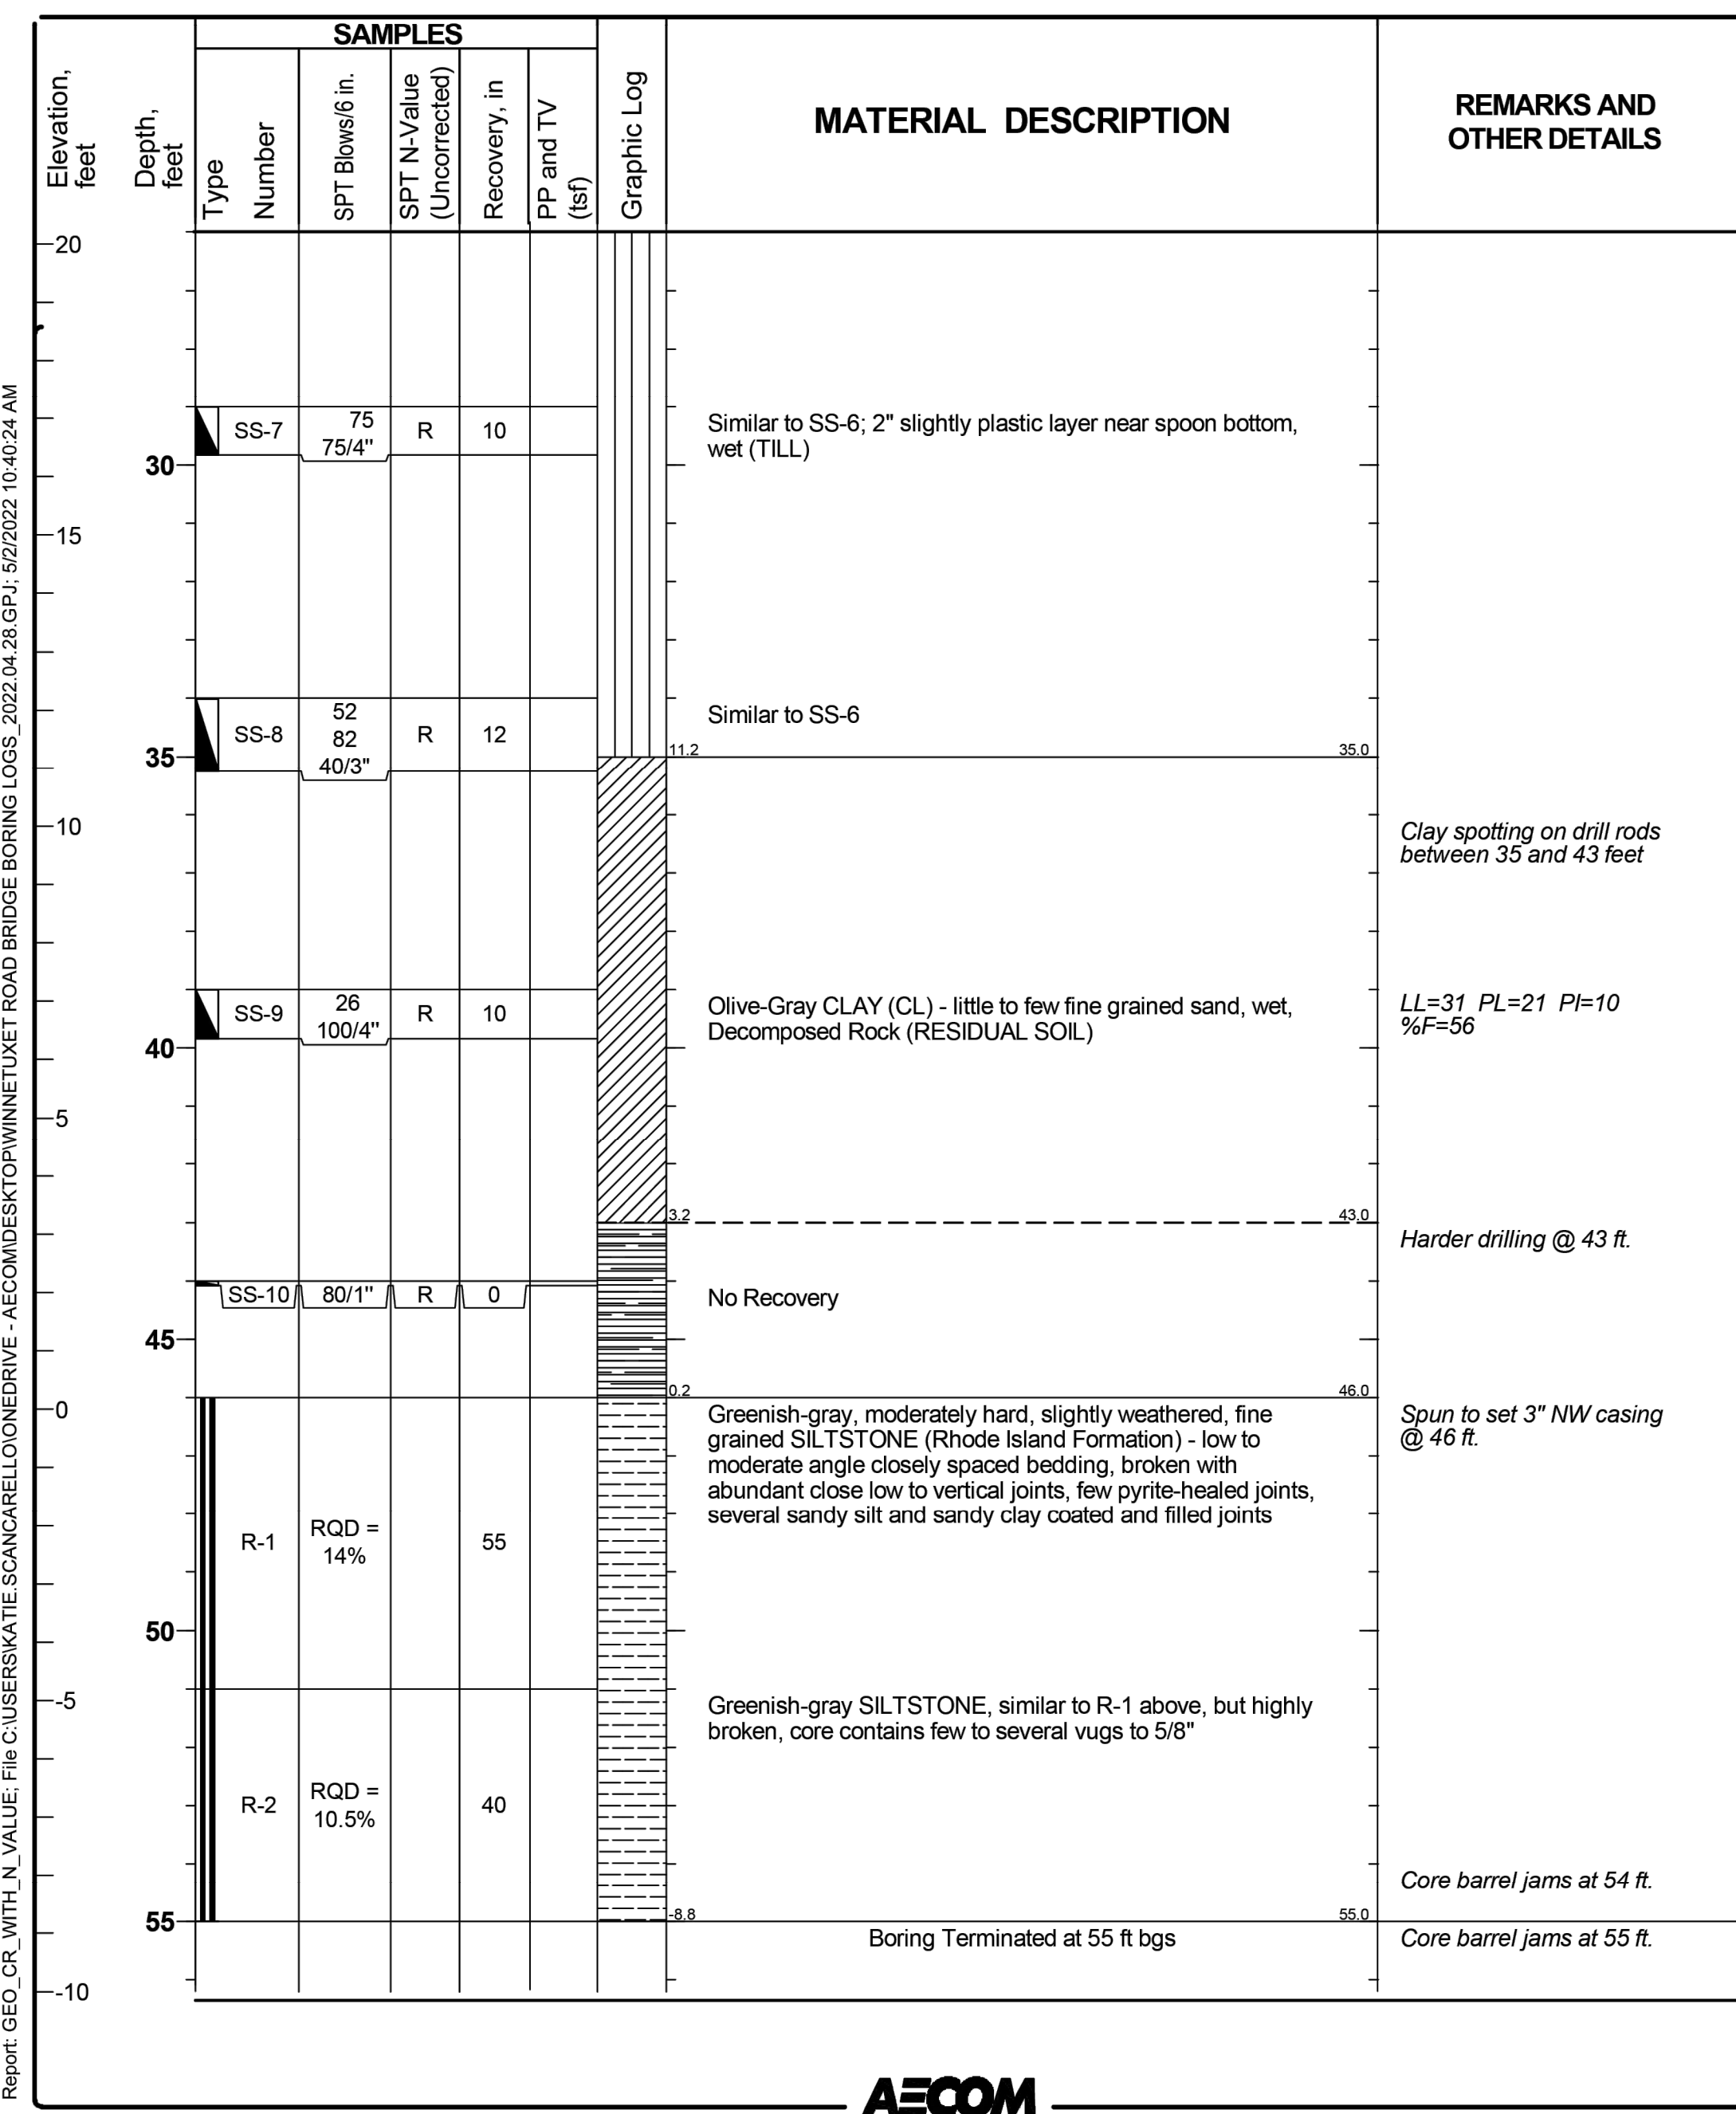 SAMPLES
Elevation,
feet
Depth,
feet
Type
Number
SPT Blows/6 in.
SPT N-Value
(Uncorrected)
Recovery, in
PP and TV
(tsf)
Graphic Log
MATERIAL DESCRIPTION
REMARKS AND
OTHER DETAILS
20
SS-7
75
75/4"
R
10
Similar to SS-6; 2" slightly plastic layer near spoon bottom,
wet (TILL)
30
15
SS-8
52
82
40/3"
R
12
Similar to SS-6
35
11.2
35.0
10
Clay spotting on drill rods
between 35 and 43 feet
SS-9
26
100/4"
R
10
Olive-Gray CLAY (CL) - little to few fine grained sand, wet,
Decomposed Rock (RESIDUAL SOIL)
LL=31 PL=21 PI=10
%F=56
40
5
3.2
43.0
Harder drilling @ 43 ft.
SS-10
80/1"
R
0
No Recovery
45
0.2
46.0
0
Greenish-gray, moderately hard, slightly weathered, fine
grained SILTSTONE (Rhode Island Formation) - low to
moderate angle closely spaced bedding, broken with
abundant close low to vertical joints, few pyrite-healed joints,
several sandy silt and sandy clay coated and filled joints
Spun to set 3" NW casing
@ 46 ft.
R-1
RQD =
14%
55
50
-5
Greenish-gray SILTSTONE, similar to R-1 above, but highly
broken, core contains few to several vugs to 5/8"
R-2
RQD =
10.5%
40
Core barrel jams at 54 ft.
55
-8.8
55.0
Boring Terminated at 55 ft bgs
Core barrel jams at 55 ft.
-10
Report: GEO_CR_WITH_N_VALUE; File C:\USERS\KATIE.SCANCARELLO\ONEDRIVE - AECOM\DESKTOP\WINNETUXET ROAD BRIDGE BORING LOGS_2022.04.28.GPJ; 5/2/2022 10:40:24 AM
AECOM